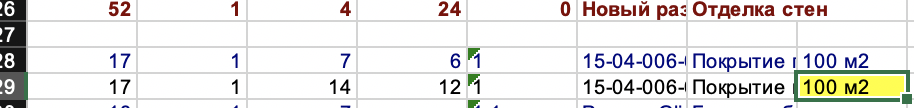 26 52 1 4 24 0 Новый раз Отделка стен
27
28 17 1 7 6 1 15-04-006- Покрытие 100 м2
29 17 1 14 12 1 15-04-006- Покрытие 100 м2